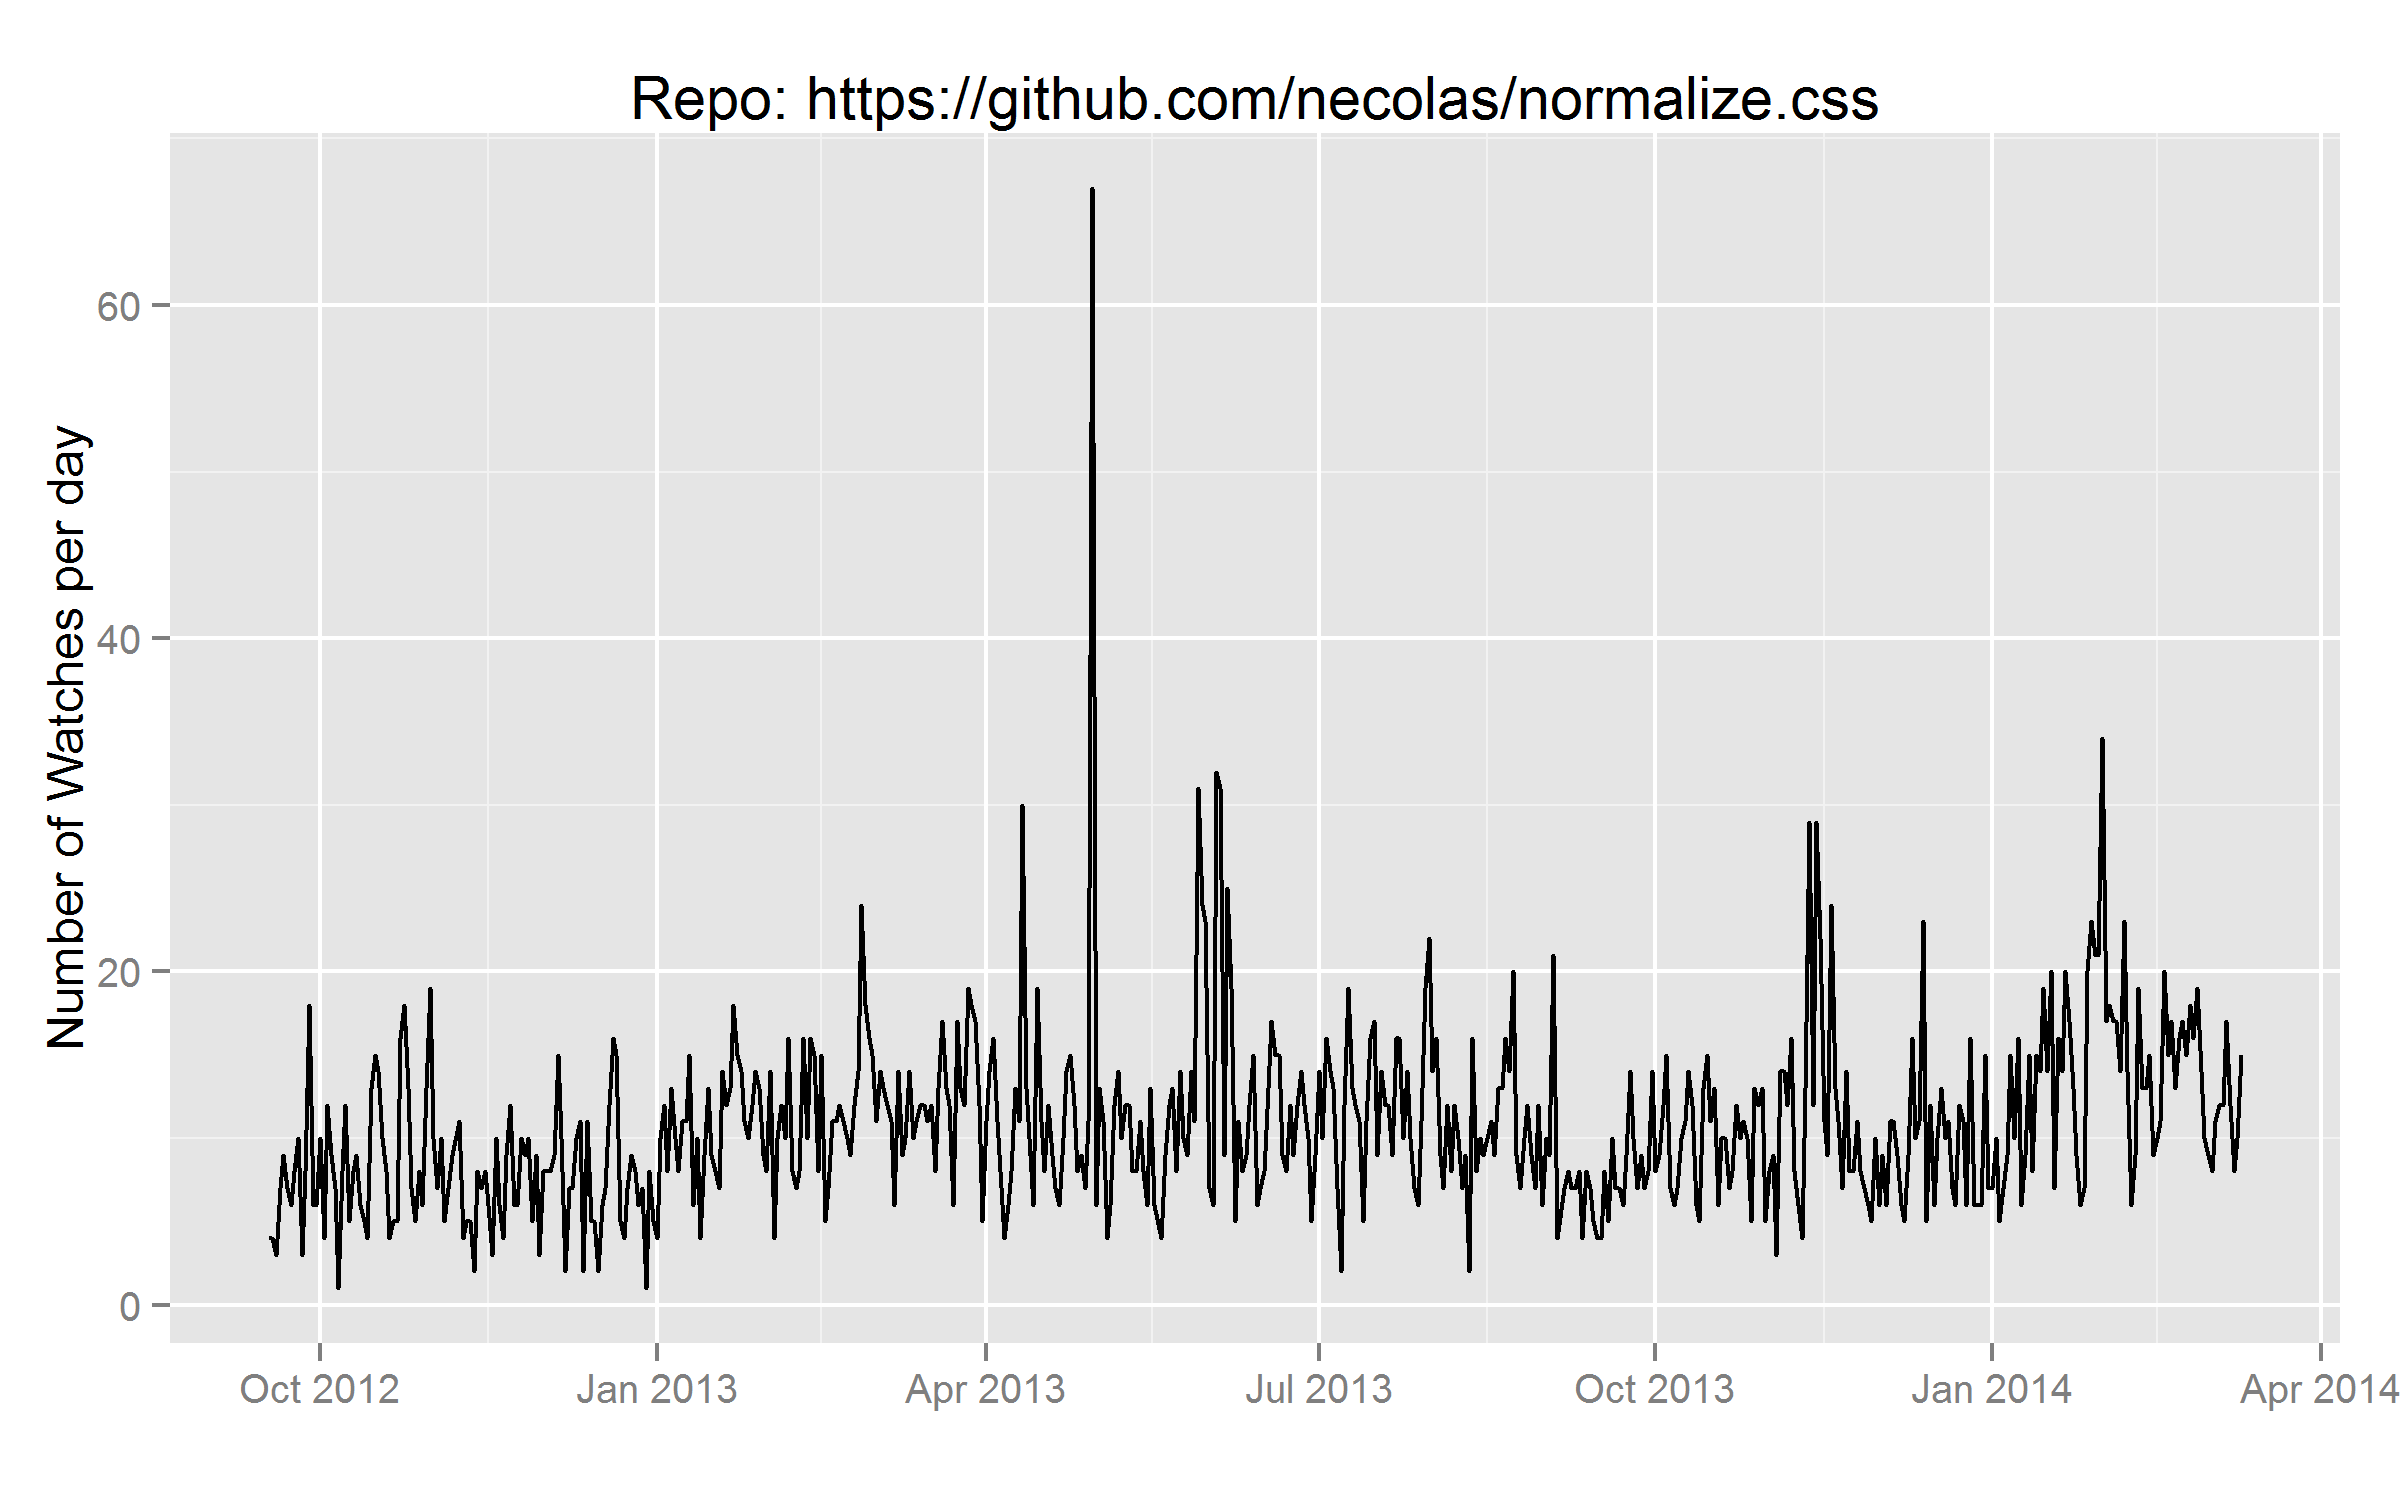 Repo: https://github.com/necolas/normalize.css
Number of Watches per day
60
40
20
0
Oct 2012
Jan 2013
Apr 2013
Jul 2013
Oct 2013
Jan 2014
Apr 2014